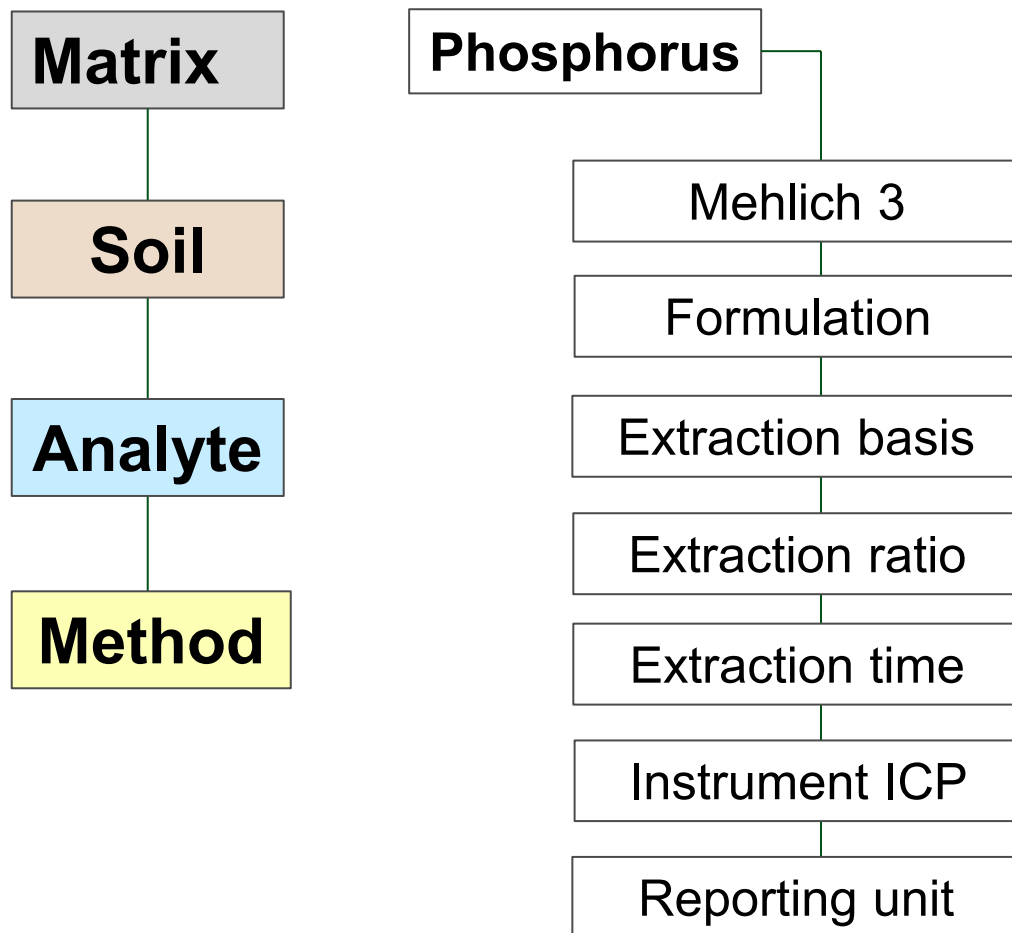 Matrix
Soil
Analyte
Method
Phosphorus
Mehlich 3
Formulation
Extraction basis
Extraction ratio
Extraction time
Instrument ICP
Reporting unit